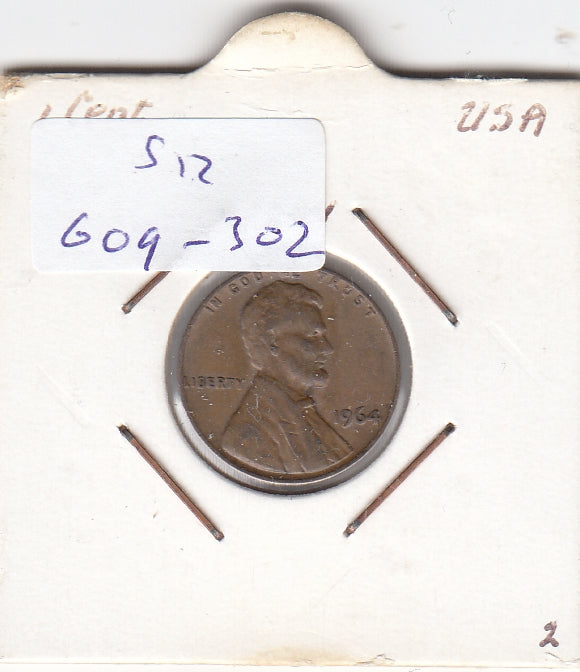 1 Cent USA
S12
609-302
IN GOD WE TRUST
LIBERTY
1964
2